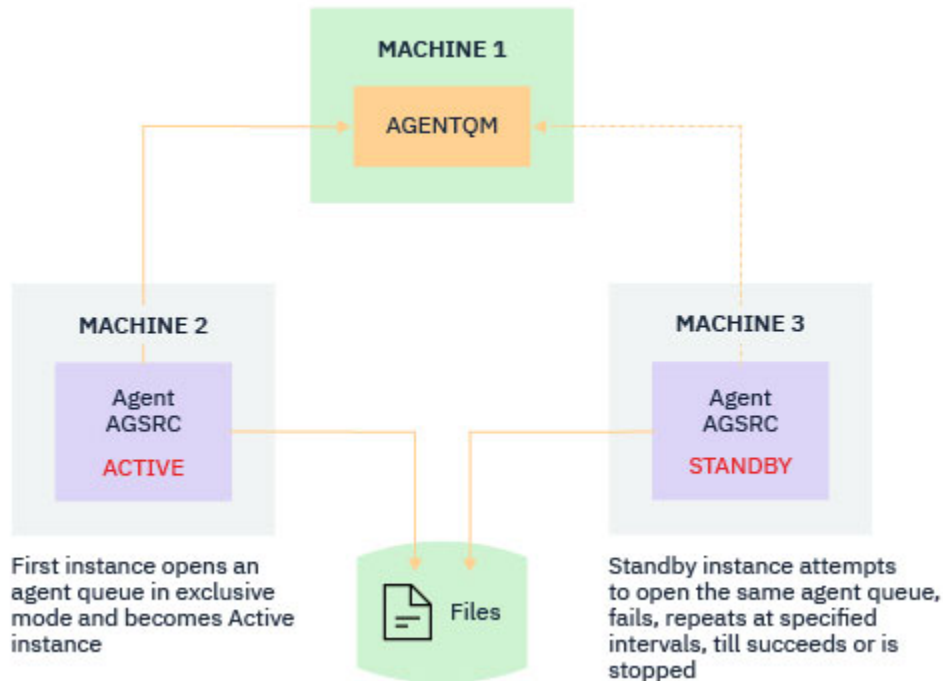 MACHINE 1
AGENTQM
MACHINE 2
Agent
AGSRC
ACTIVE
MACHINE 3
Agent
AGSRC
STANDBY
First instance opens an
agent queue in exclusive
mode and becomes Active
instance
Files
Standby instance attempts
to open the same agent queue,
fails, repeats at specified
intervals, till succeeds or is
stopped